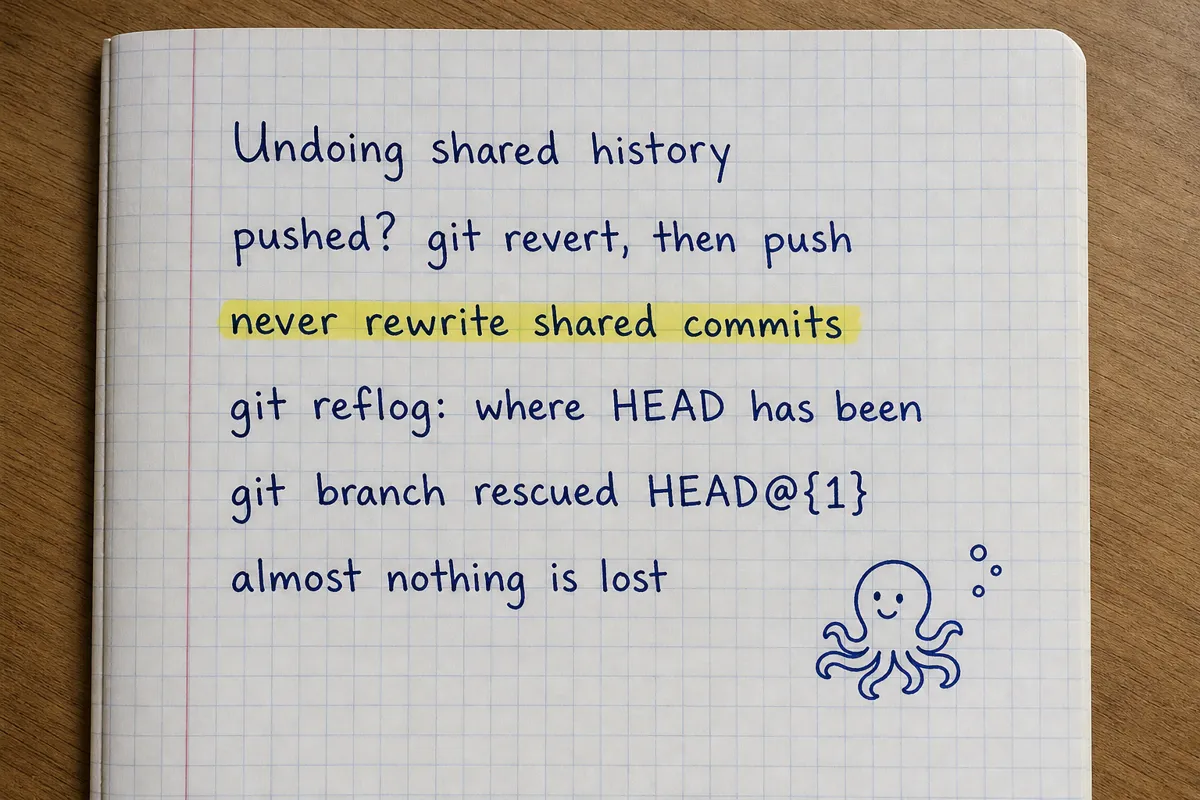 Undoing shared history
pushed? git revert, then push
never rewrite shared commits
git reflog: where HEAD has been
git branch rescued HEAD@{1}
almost nothing is lost